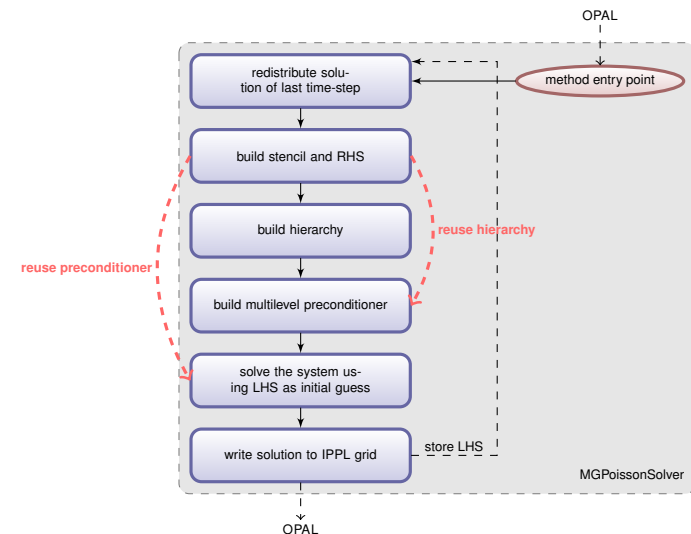 OPAL
redistribute solu-
tion of last time-step
method entry point
build stencil and RHS
build hierarchy
reuse hierarchy
reuse preconditioner
build multilevel preconditioner
solve the system us-
ing LHS as initial guess
write solution to IPPL grid
store LHS
MGPoissonSolver
OPAL